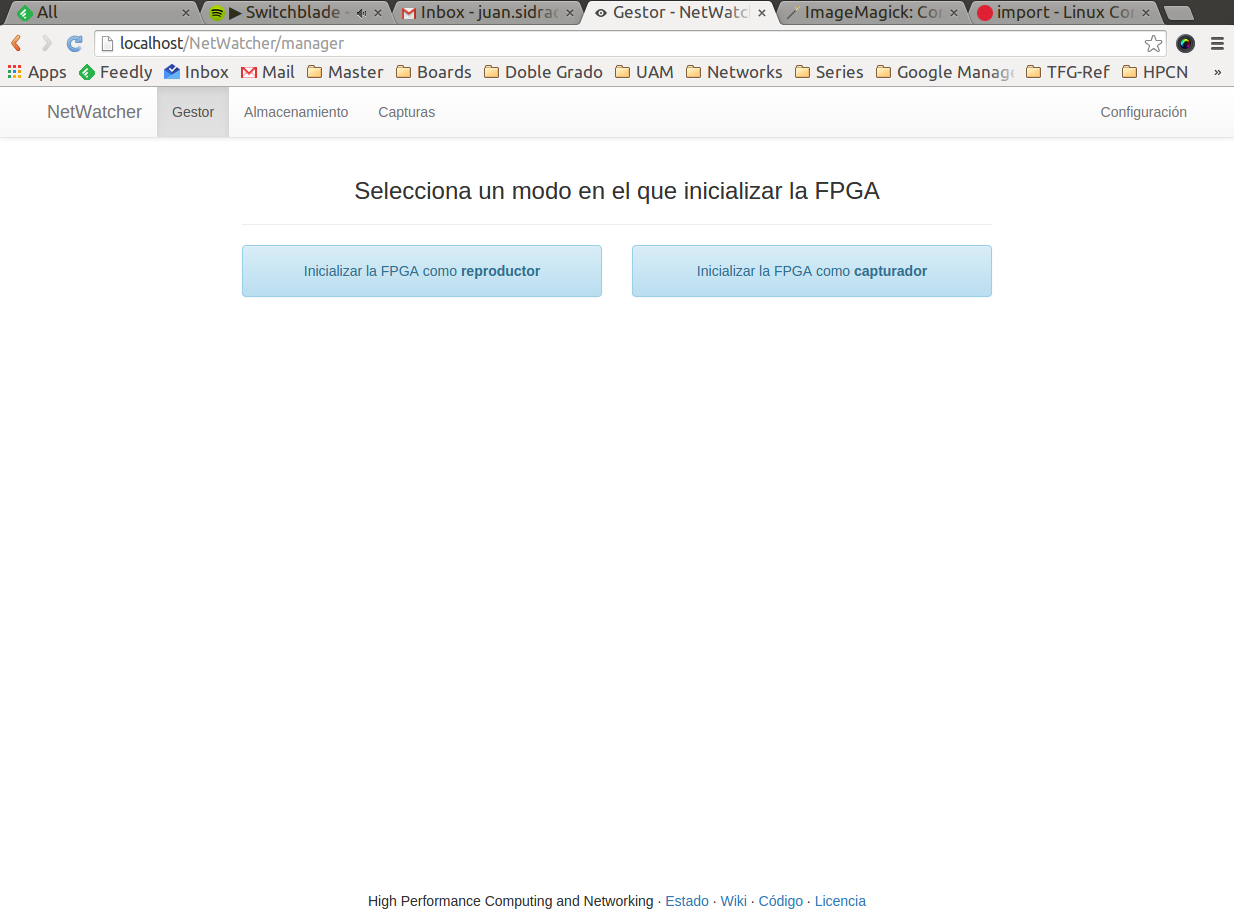 All
▶ Switchblade -
Inbox - juan.sidrac
Gestor - NetWatc
ImageMagick: Co
import - Linux Co
localhost/NetWatcher/manager
Apps Feedly Inbox Mail Master Boards Doble Grado UAM Networks Series Google Manage TFG-Ref HPCN »
NetWatcher Gestor Almacenamiento Capturas Configuración
Selecciona un modo en el que inicializar la FPGA
Inicializar la FPGA como reproductor
Inicializar la FPGA como capturador
High Performance Computing and Networking · Estado · Wiki · Código · Licencia